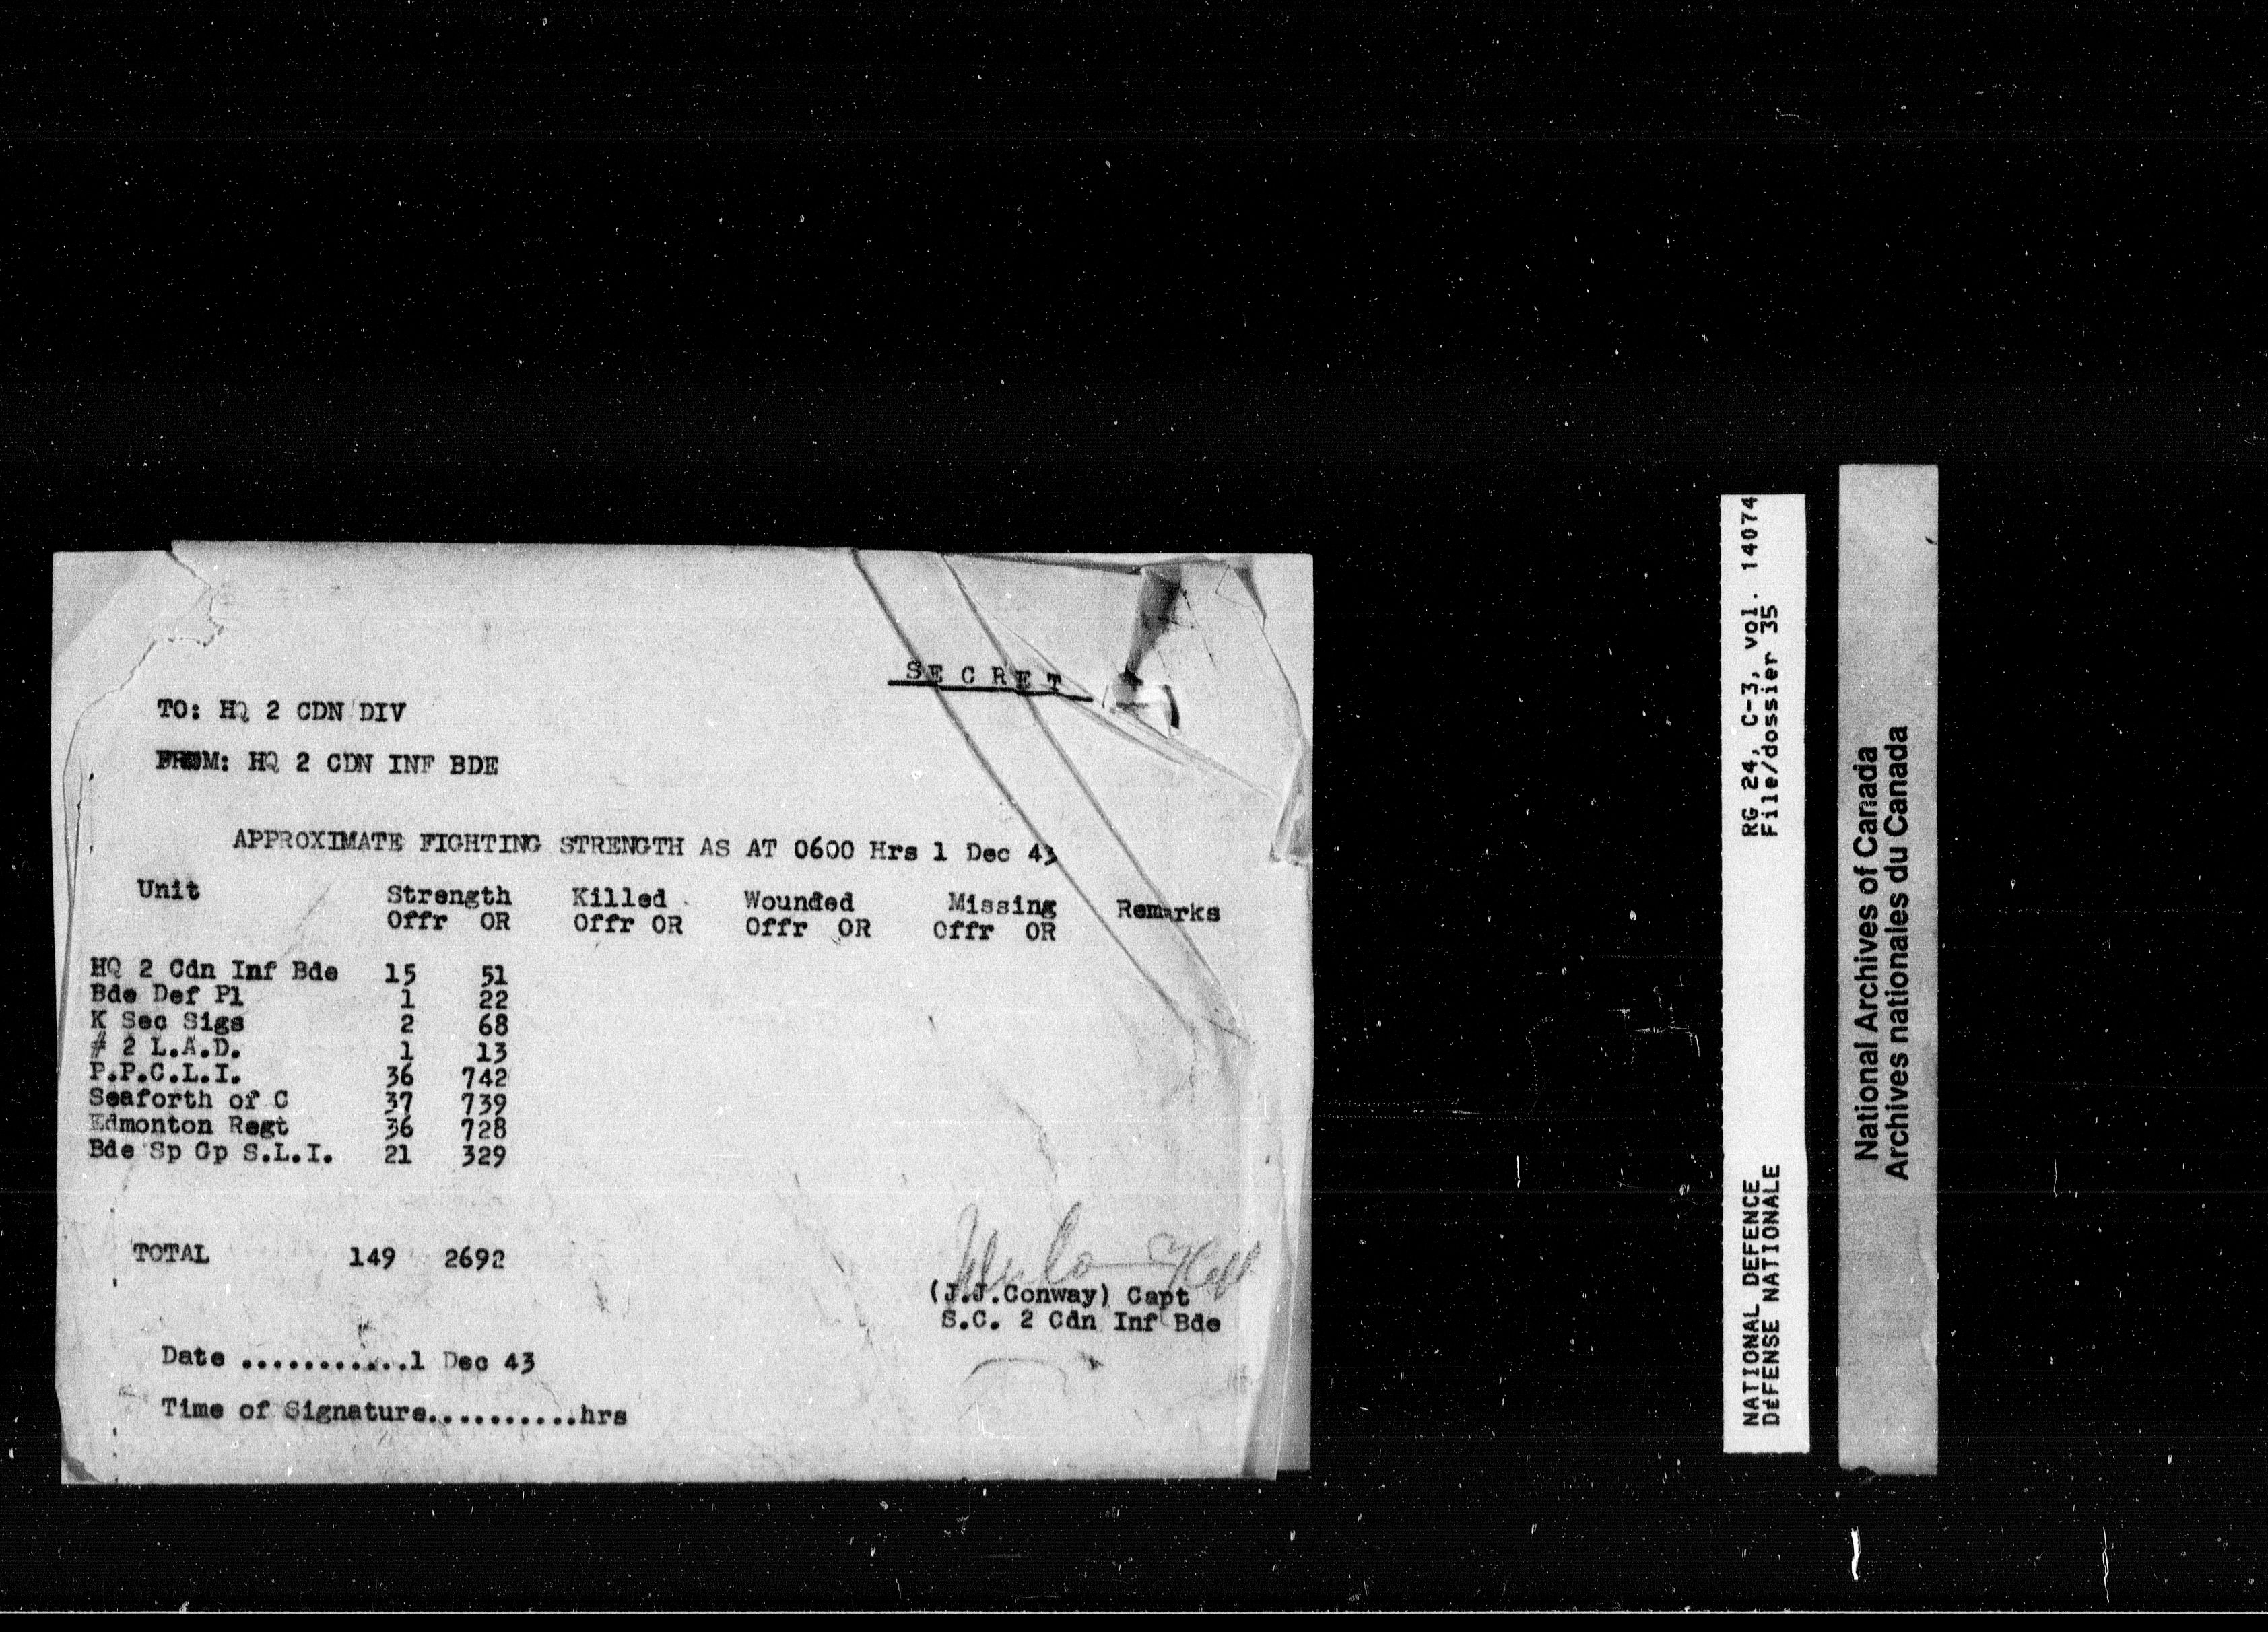 SECRET
TO: HQ 2 CDN DIV
FROM: HQ 2 CDN INF BDE
APPROXIMATE FIGHTING STRENGTH AS AT 0600 Hrs 1 Dec 43
Unit Strength Killed Wounded Missing Remarks
Offr OR Offr OR Offr OR Offr OR
HQ 2 Cdn Inf Bde 15 51
Bde Def Pl 1 22
K Sec Sigs 2 68
# 2 L.A.D. 1 13
P.P.C.L.I. 36 742
Seaforth of C 37 739
Edmonton Regt 36 728
Bde Sp Gp S.L.I. 21 329
TOTAL 149 2692
(J.J.Conway) Capt
S.C. 2 Cdn Inf Bde
Date ............1 Dec 43
Time of Signature...........hrs
NATIONAL DEFENCE RG 24, C-3, vol. 14074
DÉFENSE NATIONALE File/dossier 35
National Archives of Canada
Archives nationales du Canada